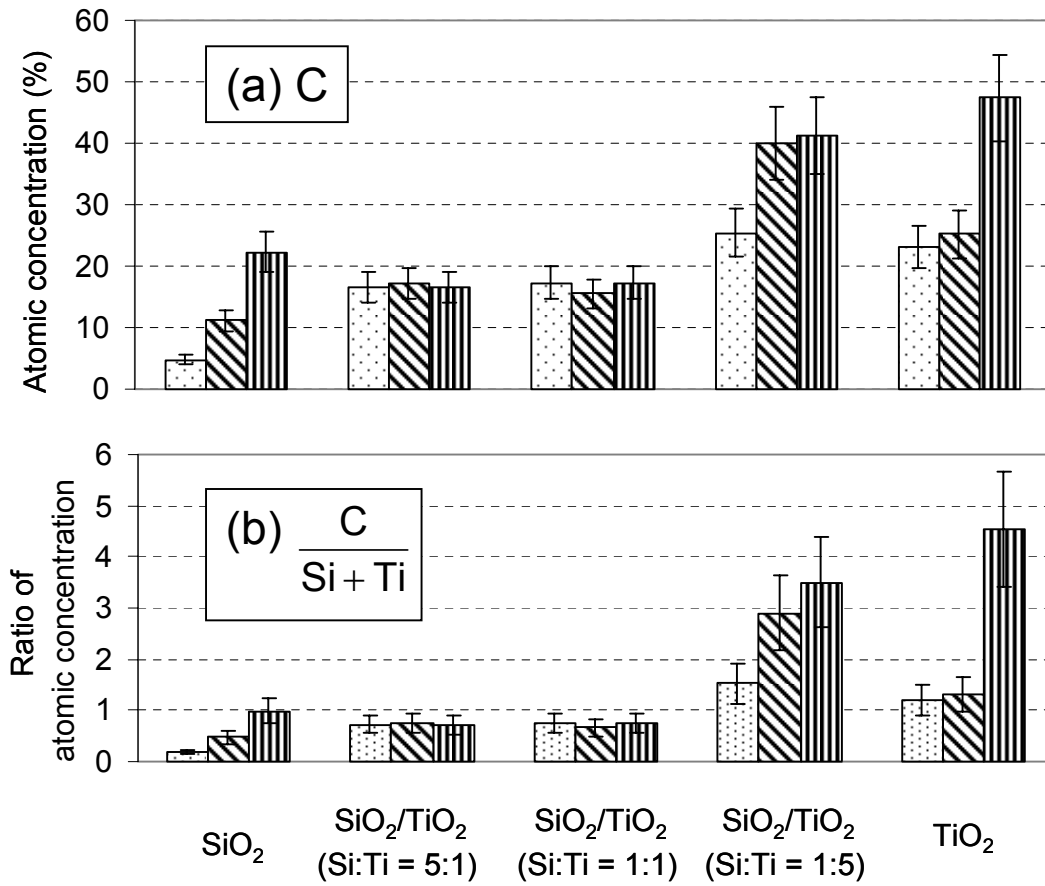 60
50
40
30
20
10
0
Atomic concentration (%)
(a) C
6
5
4
3
2
1
0
Ratio of
atomic concentration
(b) C
Si + Ti
SiO₂
SiO₂/TiO₂
(Si:Ti = 5:1)
SiO₂/TiO₂
(Si:Ti = 1:1)
SiO₂/TiO₂
(Si:Ti = 1:5)
TiO₂